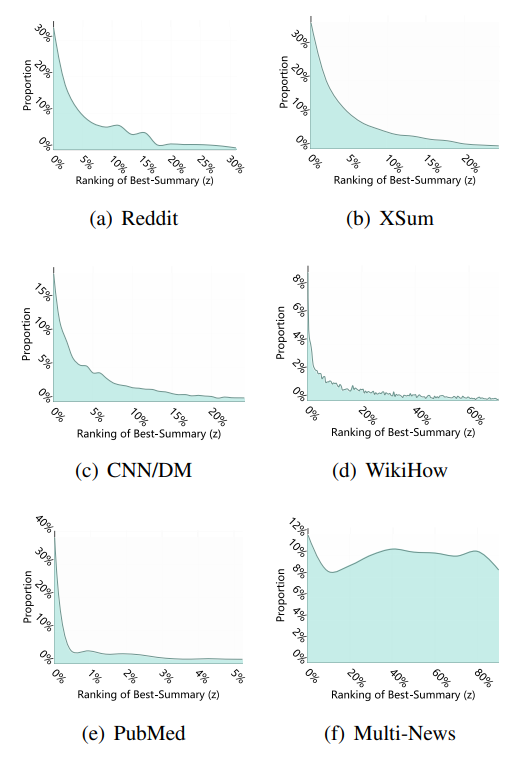 30%
20%
10%
0%
Proportion
0% 5% 10% 15% 20% 25% 30%
Ranking of Best-Summary (z)
(a) Reddit
30%
20%
10%
0%
Proportion
0% 5% 10% 15% 20%
Ranking of Best-Summary (z)
(b) XSum
15%
10%
5%
0%
Proportion
0% 5% 10% 15% 20%
Ranking of Best-Summary (z)
(c) CNN/DM
8%
6%
4%
2%
0%
Proportion
0% 20% 40% 60%
Ranking of Best-Summary (z)
(d) WikiHow
40%
30%
20%
10%
0%
Proportion
0% 1% 2% 3% 4% 5%
Ranking of Best-Summary (z)
(e) PubMed
12%
10%
8%
6%
4%
2%
0%
Proportion
0% 20% 40% 60% 80%
Ranking of Best-Summary (z)
(f) Multi-News